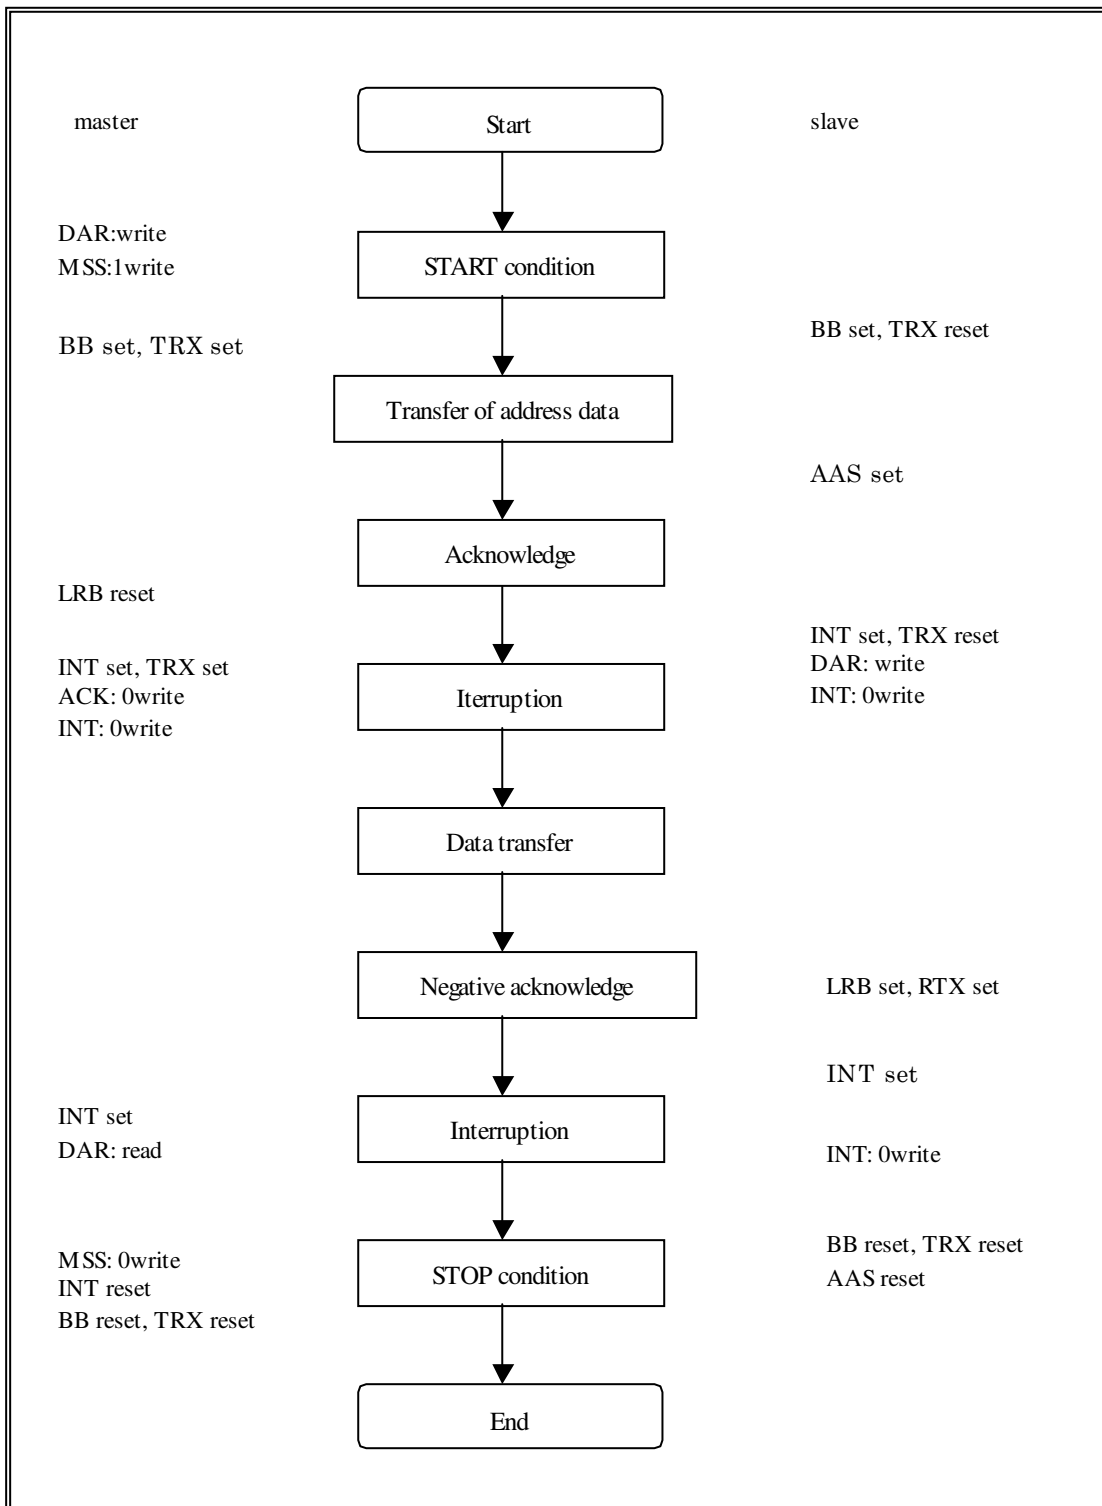 master
Start
slave
DAR:write
MSS:1write
START condition
BB set, TRX set
BB set, TRX reset
Transfer of address data
AAS set
Acknowledge
LRB reset
INT set, TRX set
ACK: 0write
INT: 0write
Iterruption
INT set, TRX reset
DAR: write
INT: 0write
Data transfer
Negative acknowledge
LRB set, RTX set
INT set
INT set
DAR: read
Interruption
INT: 0write
MSS: 0write
INT reset
BB reset, TRX reset
STOP condition
BB reset, TRX reset
AAS reset
End